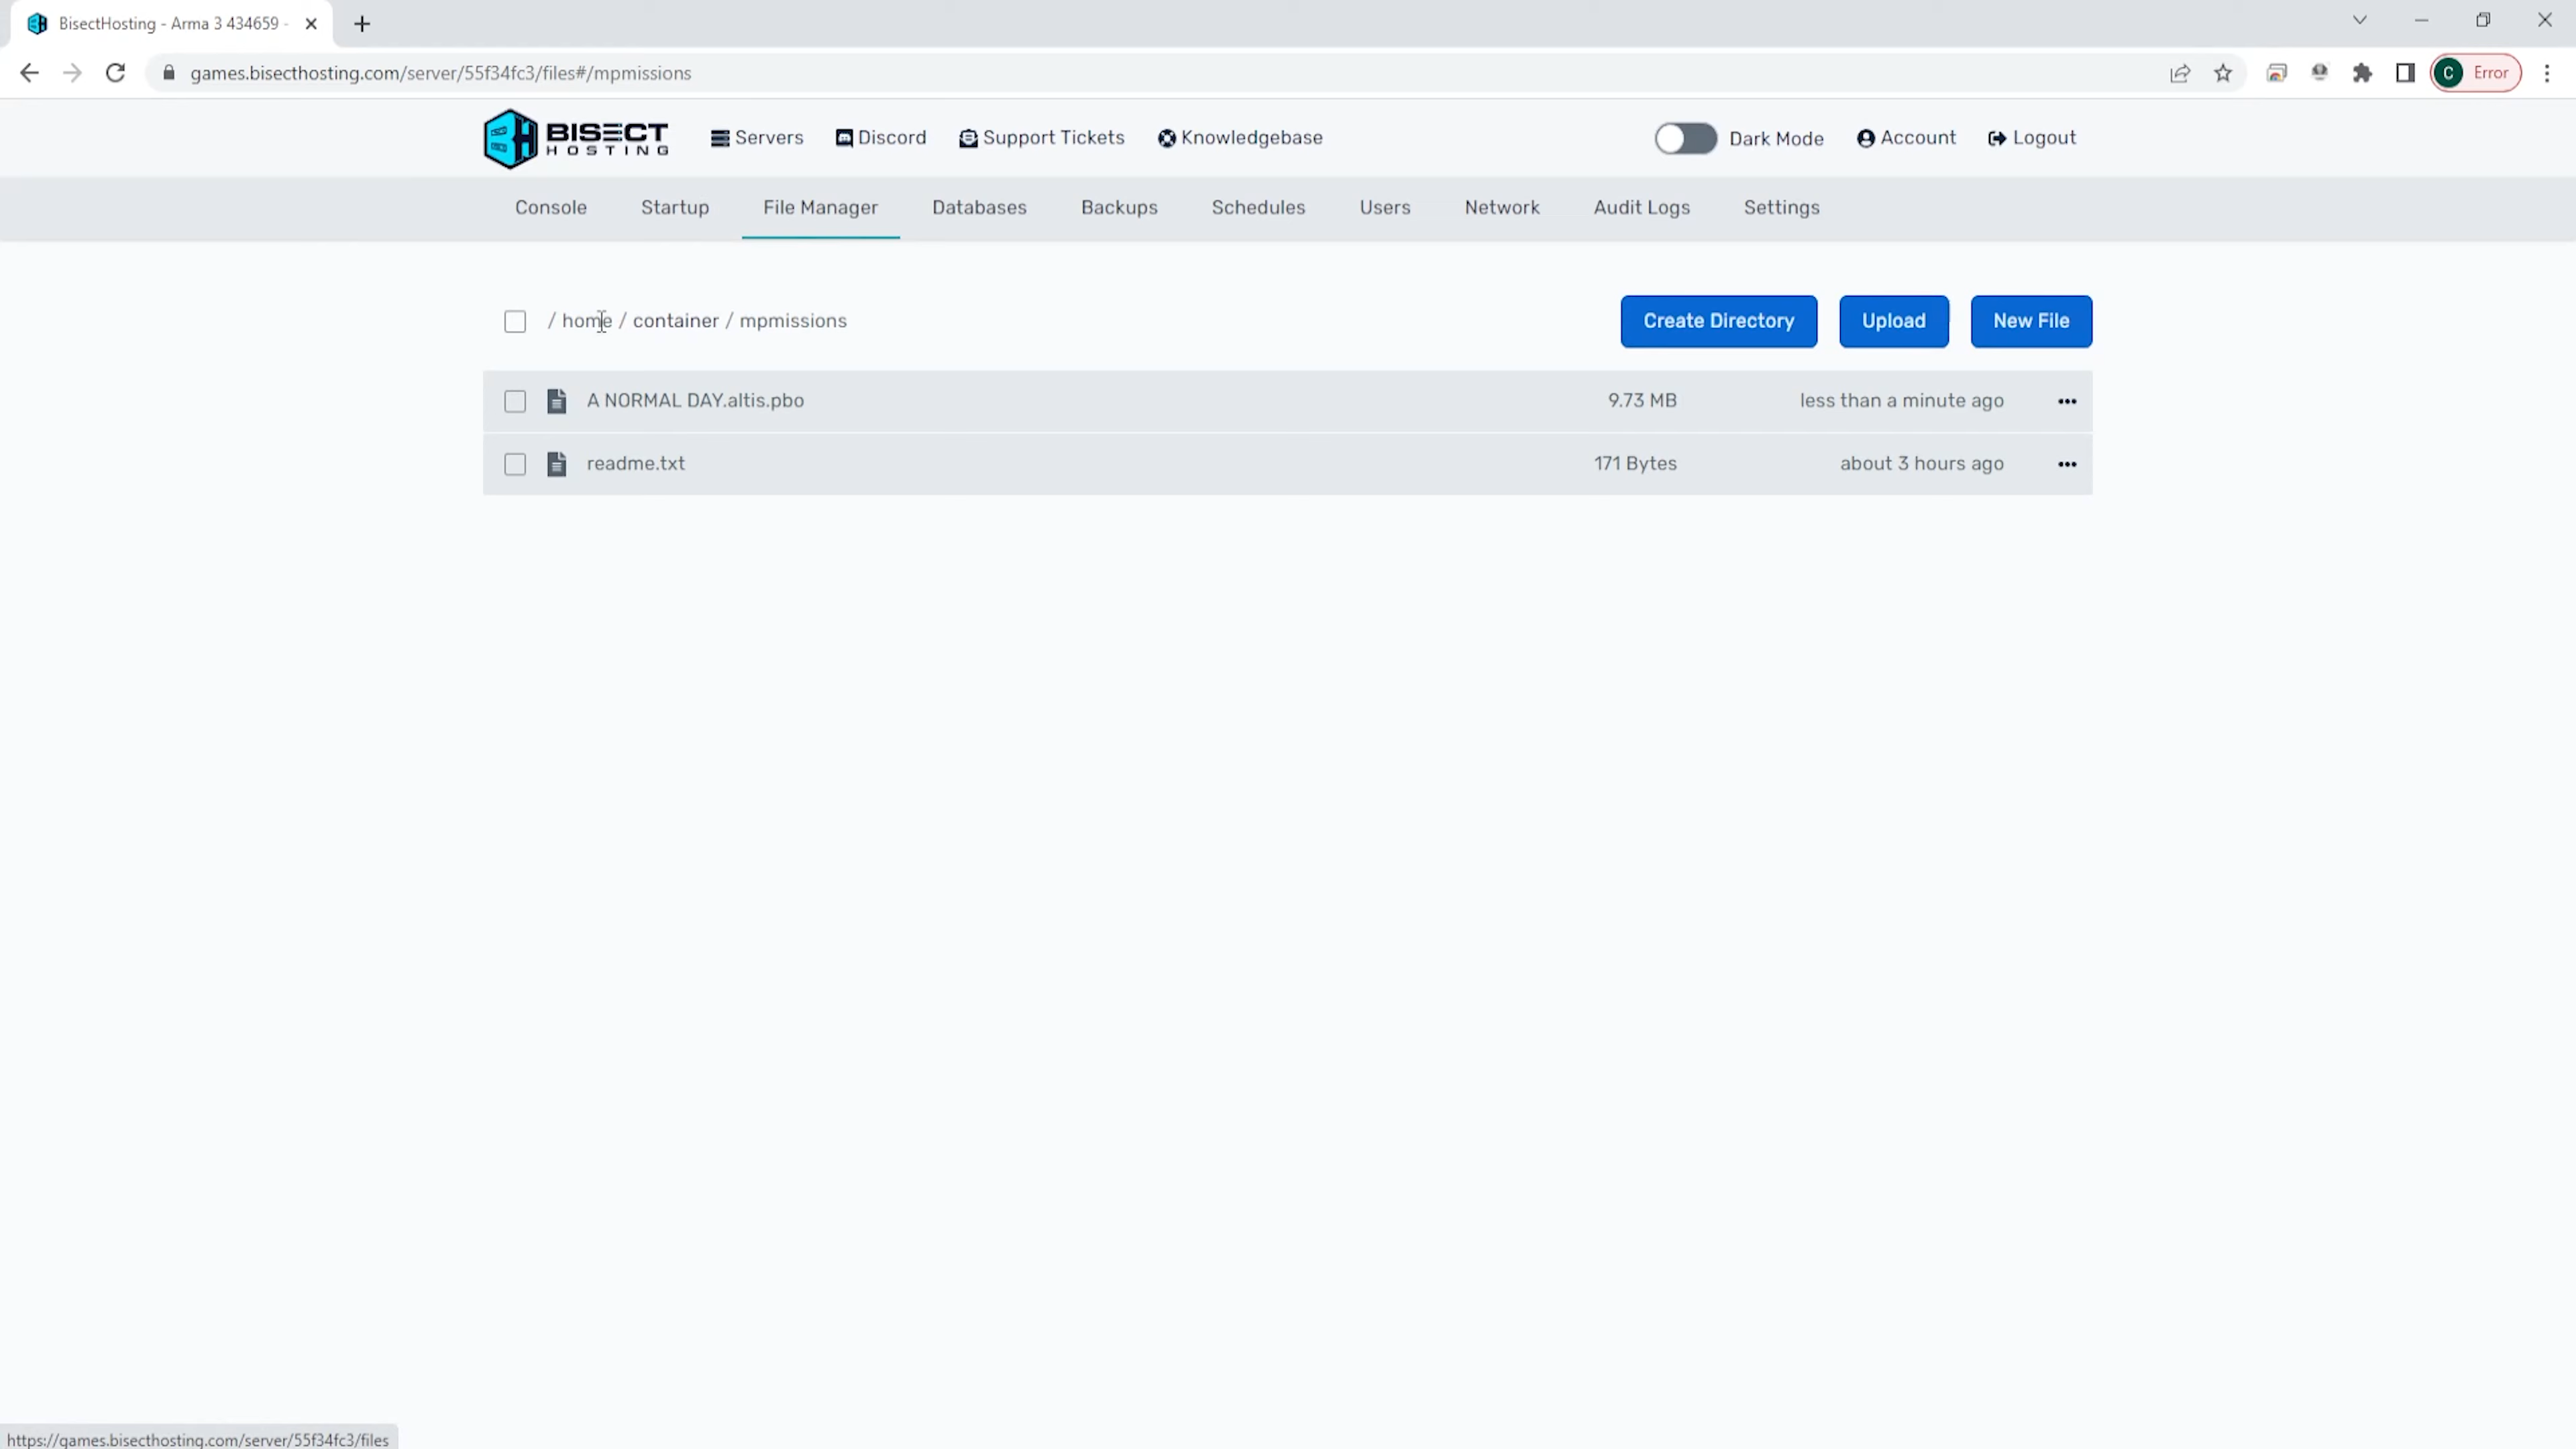 BisectHosting - Arma 3 434659 -
games.bisecthosting.com/server/55f34fc3/files#/mpmissions
C Error
BISECT
HOSTING
Servers Discord Support Tickets Knowledgebase Dark Mode Account Logout
Console Startup File Manager Databases Backups Schedules Users Network Audit Logs Settings
/ home / container / mpmissions Create Directory Upload New File
A NORMAL DAY.altis.pbo 9.73 MB less than a minute ago
readme.txt 171 Bytes about 3 hours ago
https://games.bisecthosting.com/server/55f34fc3/files